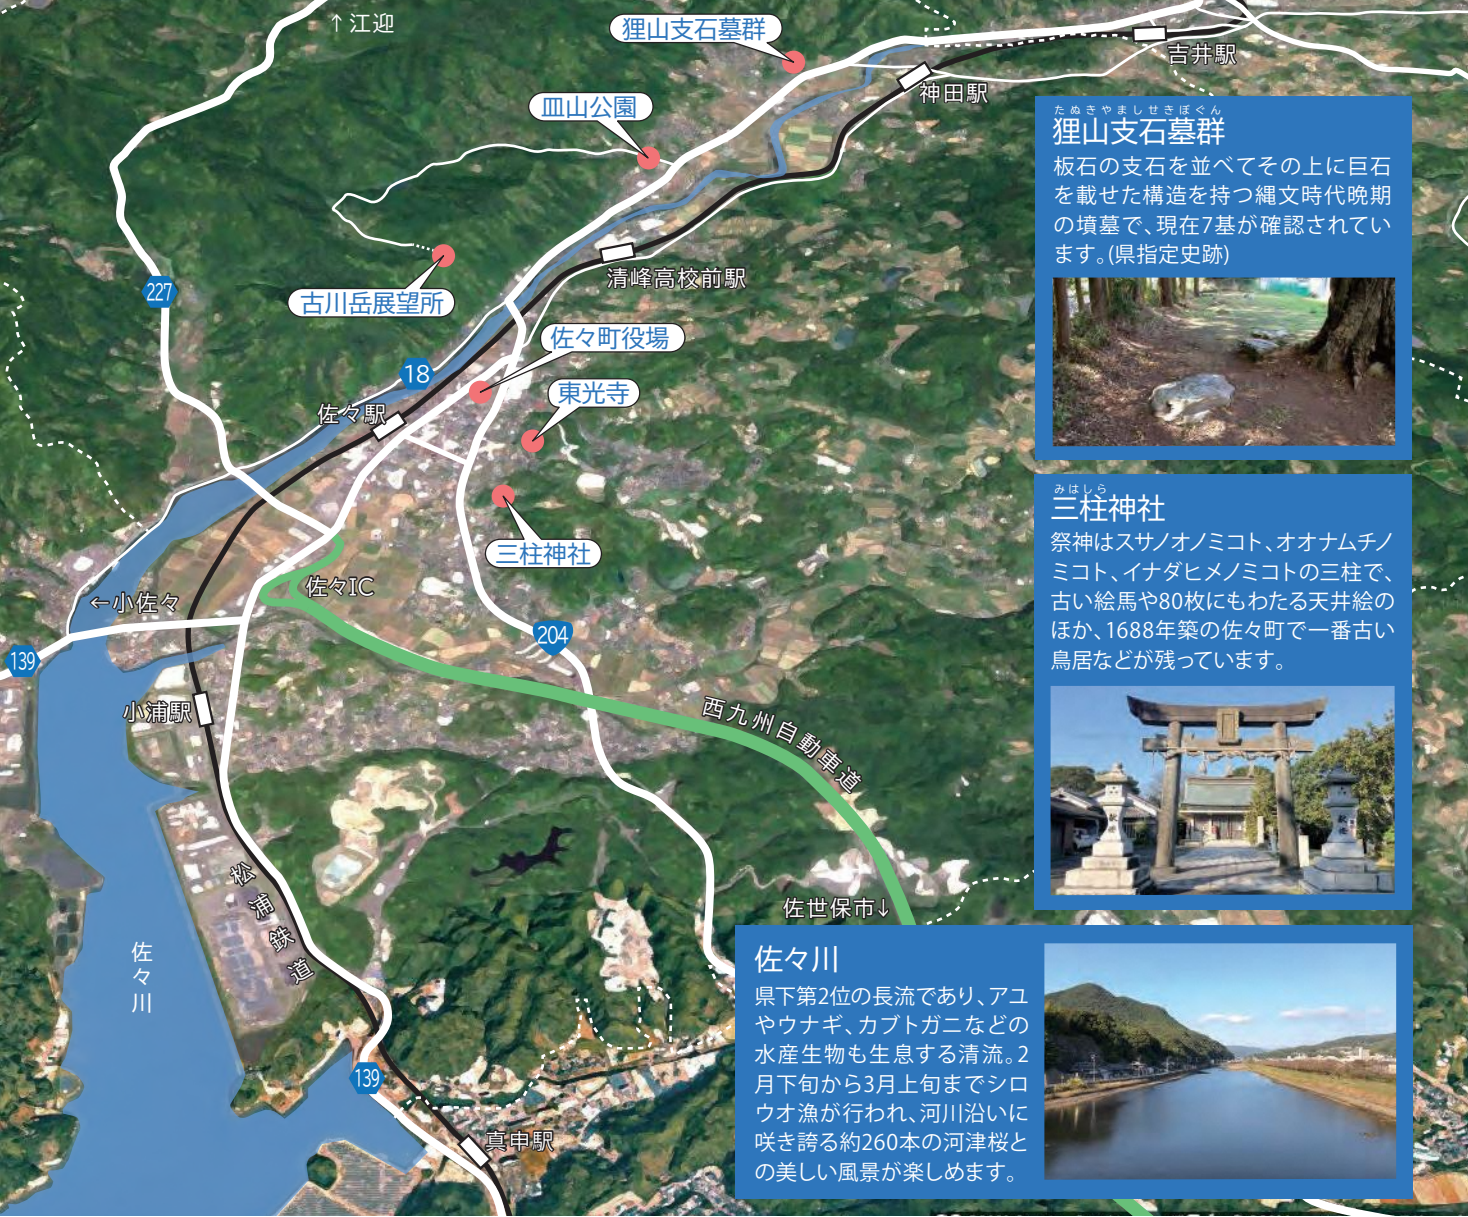 ↑江迎
狸山支石墓群
吉井駅
神田駅
皿山公園
清峰高校前駅
227
古川岳展望所
佐々町役場
18
東光寺
佐々駅
三柱神社
佐々IC
←小佐々
204
139
小浦駅
西九州自動車道
松浦鉄道
佐世保市↓
佐々川
139
真申駅
たぬきやましせきぼぐん
狸山支石墓群
板石の支石を並べてその上に巨石
を載せた構造を持つ縄文時代晩期
の墳墓で、現在7基が確認されてい
ます。(県指定史跡)
みはしら
三柱神社
祭神はスサノオノミコト、オオナムチノ
ミコト、イナダヒメノミコトの三柱で、
古い絵馬や80枚にもわたる天井絵の
ほか、1688年築の佐々町で一番古い
鳥居などが残っています。
佐々川
県下第2位の長流であり、アユ
やウナギ、カブトガニなどの
水産生物も生息する清流。2
月下旬から3月上旬までシロ
ウオ漁が行われ、河川沿いに
咲き誇る約260本の河津桜と
の美しい風景が楽しめます。